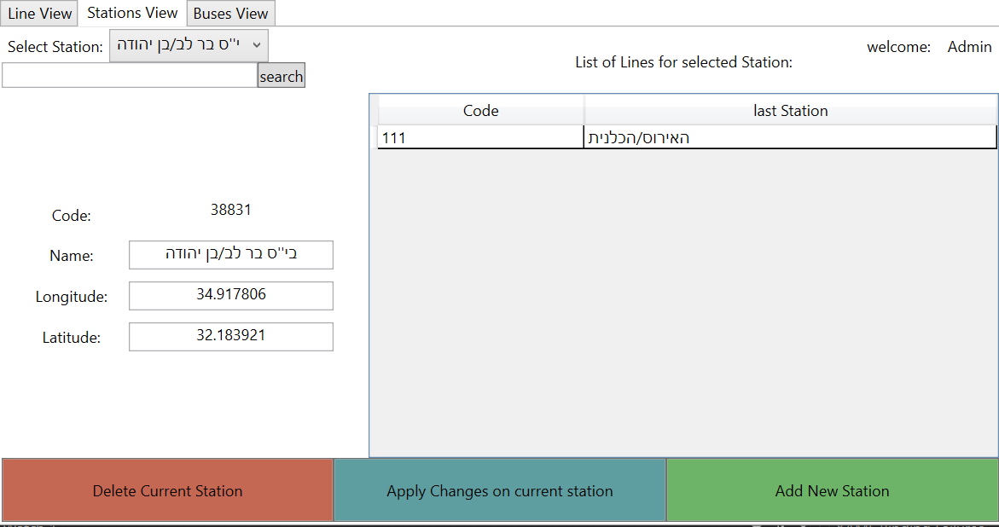 Line View Stations View Buses View
Select Station: י''ס בר לב/בן יהודה
welcome: Admin
search
List of Lines for selected Station:
Code last Station
111 האירוס/הכלנית
Code: 38831
Name: בי''ס בר לב/בן יהודה
Longitude: 34.917806
Latitude: 32.183921
Delete Current Station Apply Changes on current station Add New Station